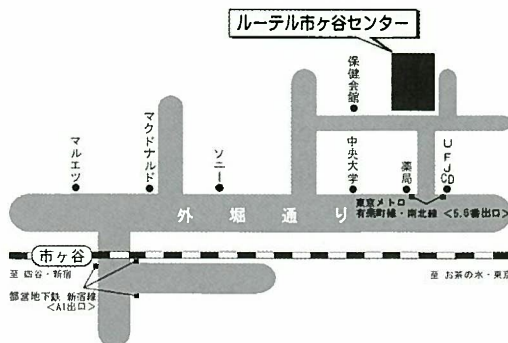 ルーテル市ヶ谷センター
保健会館
マルエツ
マクドナルド
ソニー
中央大学
薬局
UFJCD
東京メトロ
有楽町線・南北線 <5.6番出口>
外堀通り
市ヶ谷
至 四谷・新宿
至 お茶の水・東京
都営地下鉄 新宿線
<A1出口>